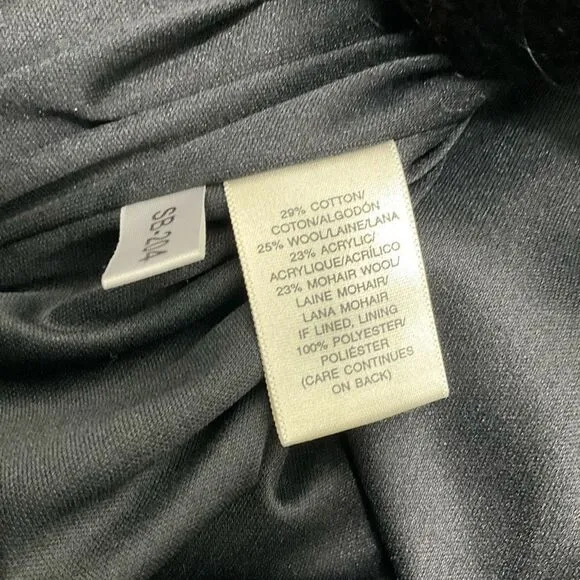 SB-204
29% COTTON/
COTON/ALGODÓN
25% WOOL/LAINE/LANA
23% ACRYLIC/
ACRYLIQUE/ACRÍLICO
23% MOHAIR WOOL/
LAINE MOHAIR/
LANA MOHAIR
IF LINED, LINING
100% POLYESTER/
POLIÉSTER
(CARE CONTINUES
ON BACK)